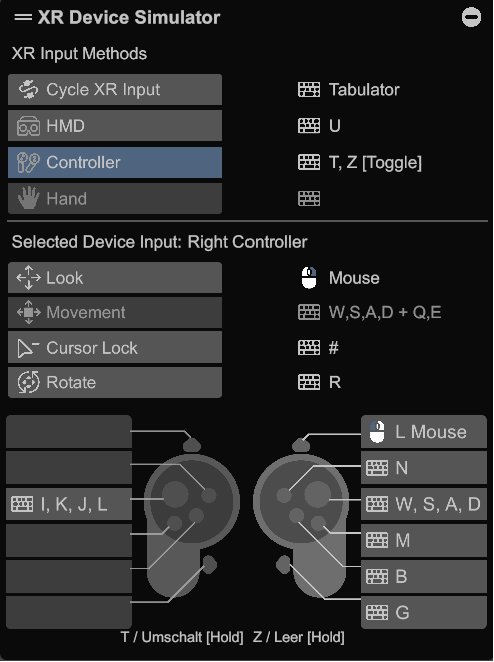 XR Device Simulator
XR Input Methods
Cycle XR Input Tabulator
HMD U
Controller T, Z [Toggle]
Hand
Selected Device Input: Right Controller
Look Mouse
Movement W,S,A,D + Q,E
Cursor Lock #
Rotate R
L Mouse
N
I, K, J, L W, S, A, D
M
B
G
T / Umschalt [Hold] Z / Leer [Hold]